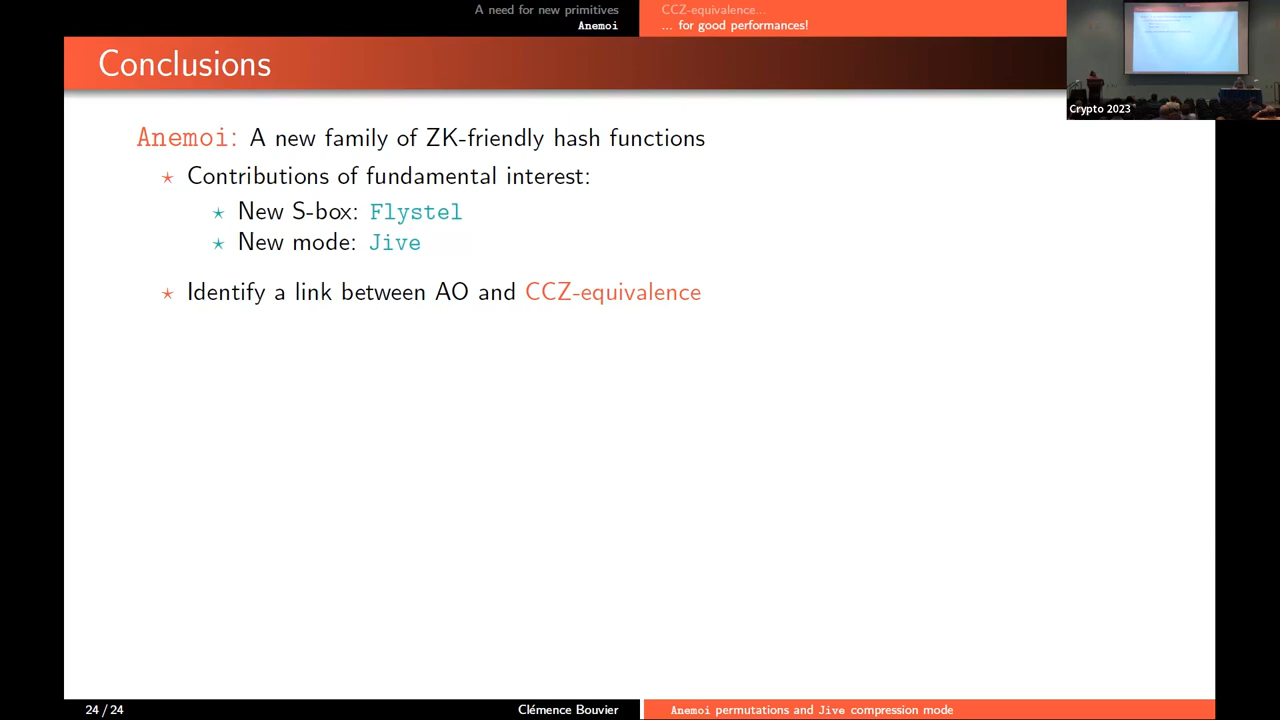 A need for new primitives
Anemoi
CCZ-equivalence...
... for good performances!
Conclusions
Crypto 2023
Anemoi: A new family of ZK-friendly hash functions
⋆ Contributions of fundamental interest:
⋆ New S-box: Flystel
⋆ New mode: Jive
⋆ Identify a link between AO and CCZ-equivalence
24 / 24
Clémence Bouvier
Anemoi permutations and Jive compression mode